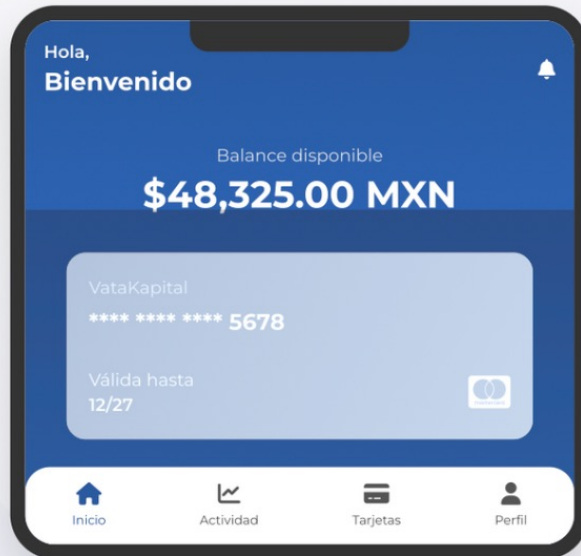 Hola,
Bienvenido
Balance disponible
$48,325.00 MXN
VataKapital
**** **** **** 5678
Válida hasta
12/27
Inicio
Actividad
Tarjetas
Perfil